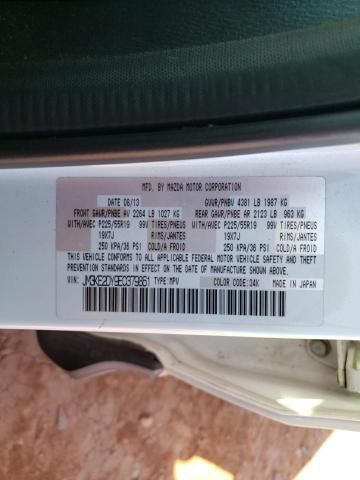 MFD. BY MAZDA MOTOR CORPORATION
DATE 08/13 GVWR/PNBV 4381 LB 1987 KG
FRONT GAWR/PNBE AV 2264 LB 1027 KG REAR GAWR/PNBE AR 2123 LB 963 KG
WITH/AVEC P225/55R19 99V TIRES/PNEUS WITH/AVEC P225/55R19 99V TIRES/PNEUS
19X7J RIMS/JANTES 19X7J RIMS/JANTES
250 KPA/36 PSI COLD/A FROID 250 KPA/36 PSI COLD/A FROID
THIS VEHICLE CONFORMS TO ALL APPLICABLE FEDERAL MOTOR VEHICLE
SAFETY, BUMPER, AND THEFT PREVENTION STANDARDS IN EFFECT ON
THE DATE OF MANUFACTURE SHOWN ABOVE.
VIN: JM3KE2DY9EC379861 TYPE MPV COLOR CODE:34K MADE IN JAPAN